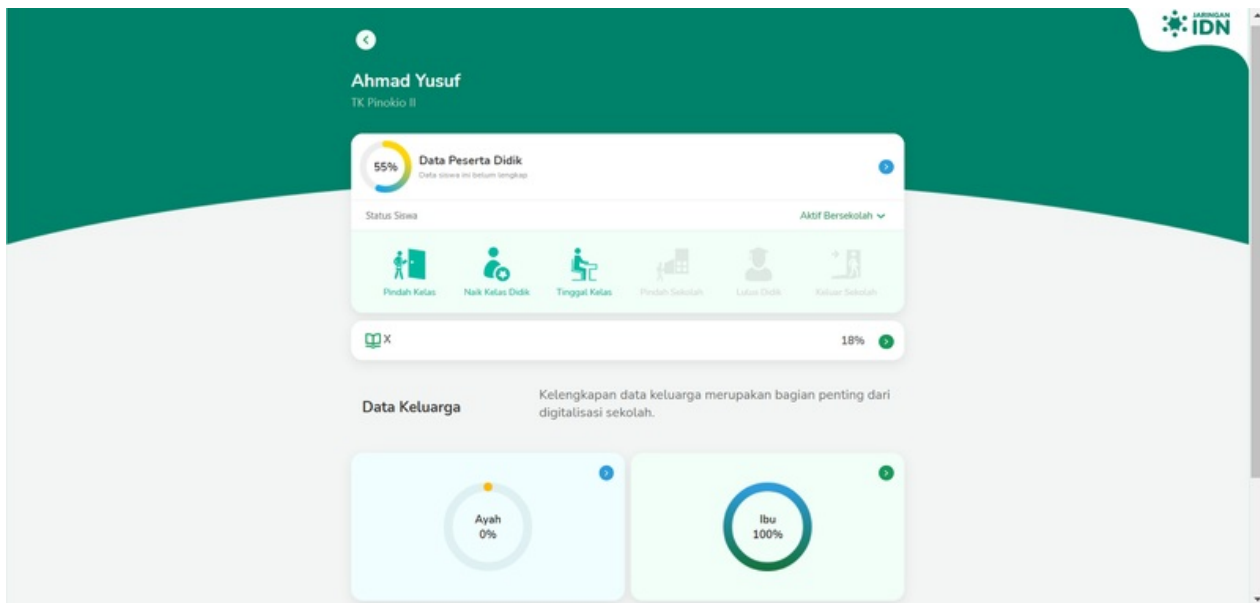 JARINGAN
IDN
Ahmad Yusuf
TK Pinokio II
55%
Data Peserta Didik
Data siswa ini belum lengkap
Status Siswa
Aktif Bersekolah
Pindah Kelas
Naik Kelas Didik
Tinggal Kelas
Pindah Sekolah
Lulus Didik
Keluar Sekolah
X
18%
Data Keluarga
Kelengkapan data keluarga merupakan bagian penting dari
digitalisasi sekolah.
Ayah
0%
Ibu
100%